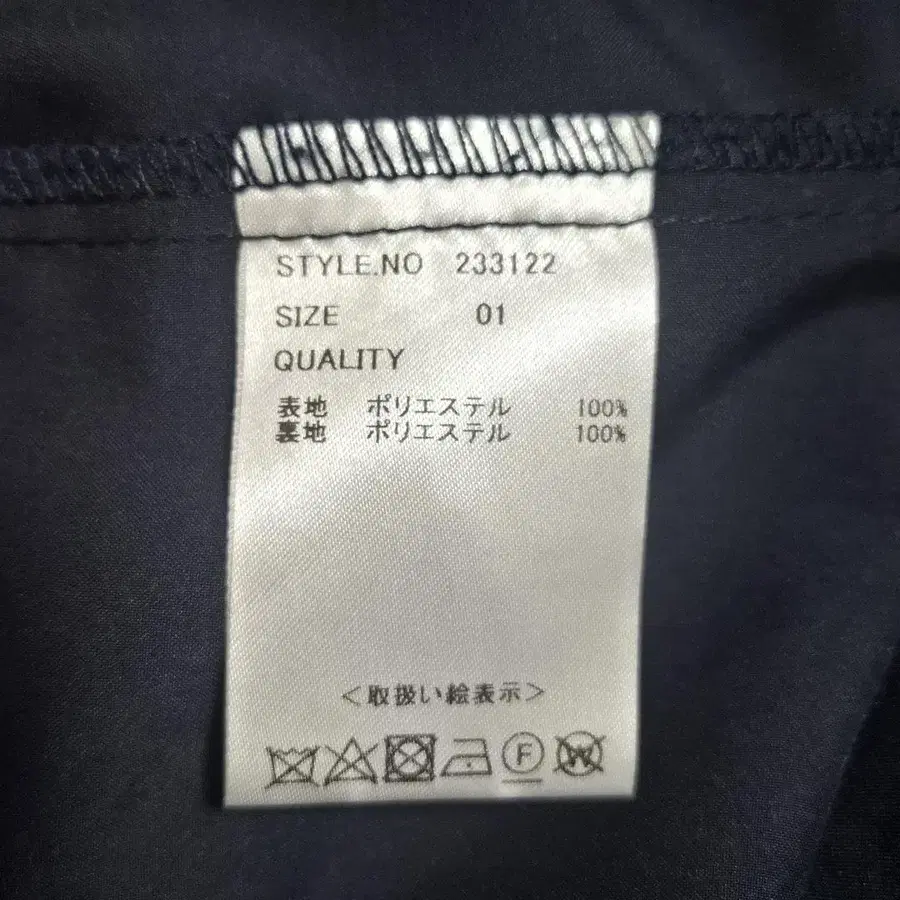 STYLE.NO 233122
SIZE 01
QUALITY
表地 ポリエステル 100%
裏地 ポリエステル 100%
＜取扱い絵表示＞
F W